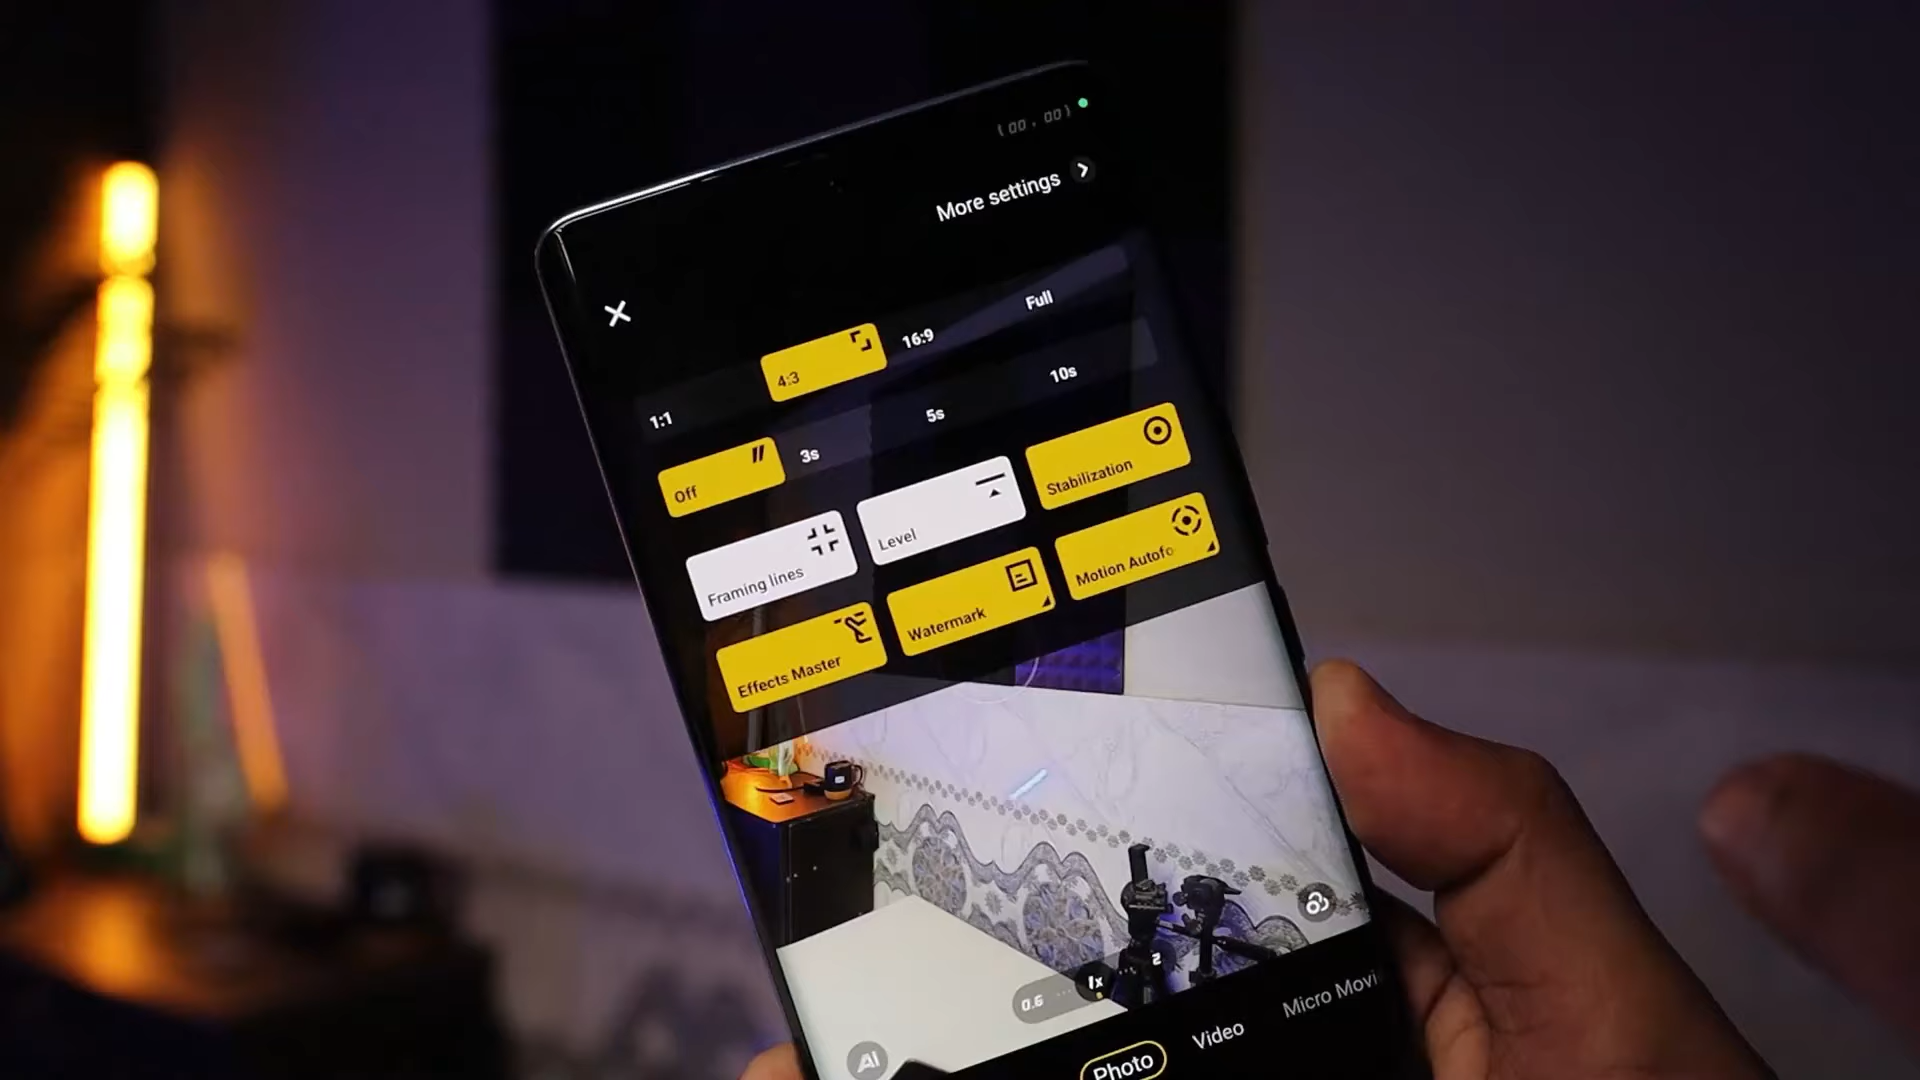 (00.00)
More settings
1:1 4:3 16:9 Full
Off 3s 5s 10s
Framing lines Level Stabilization
Effects Master Watermark Motion Autofo
0.6 1x 2
AI
Photo Video Micro Movi